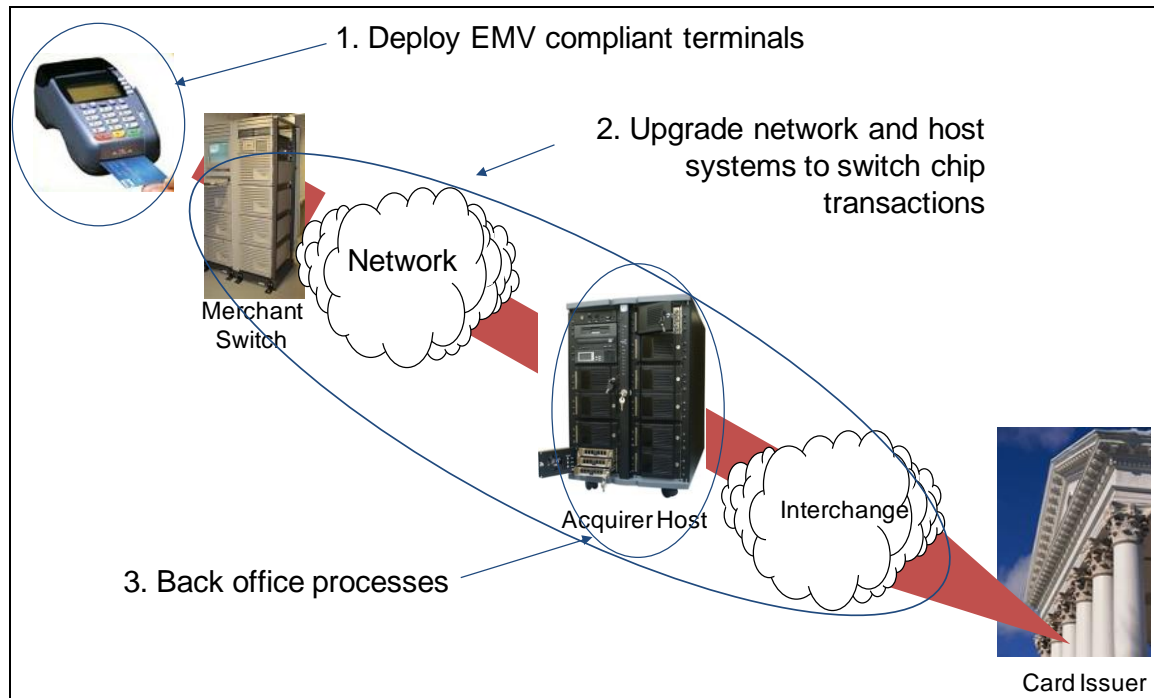 1. Deploy EMV compliant terminals
2. Upgrade network and host
systems to switch chip
transactions
Network
Merchant
Switch
Acquirer Host
Interchange
3. Back office processes
Card Issuer